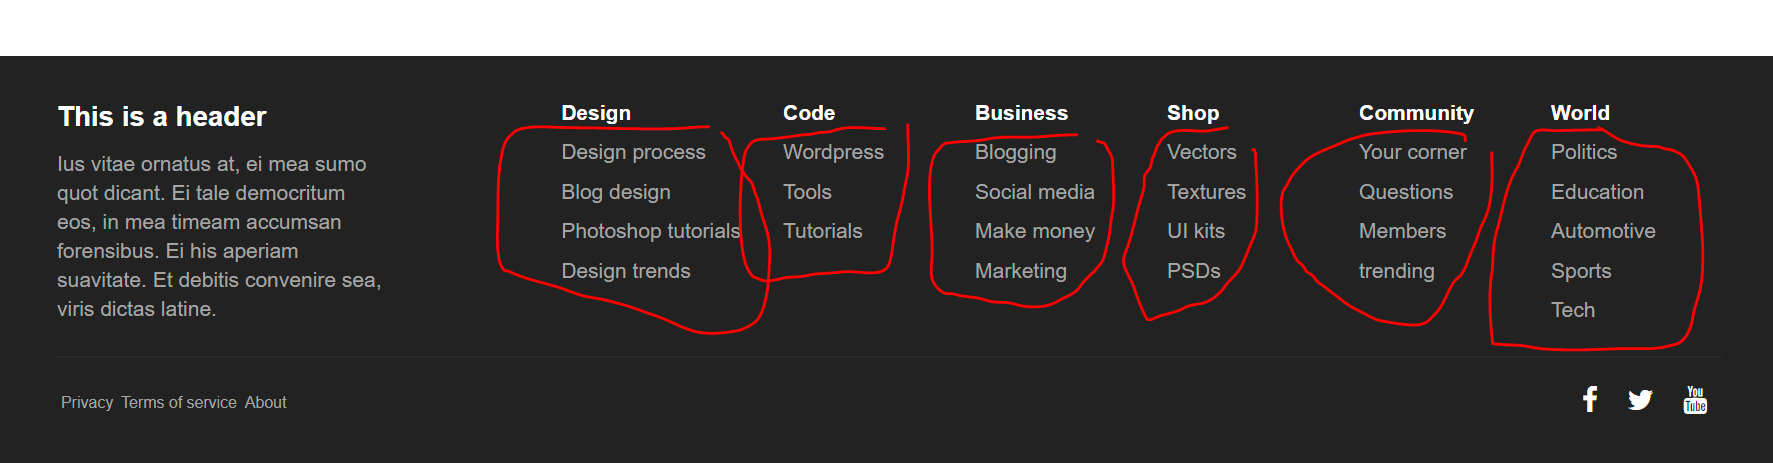 This is a header
Ius vitae ornatus at, ei mea sumo
quot dicant. Ei tale democritum
eos, in mea timeam accumsan
forensibus. Ei his aperiam
suavitate. Et debitis convenire sea,
viris dictas latine.
Design
Design process
Blog design
Photoshop tutorials
Design trends
Code
Wordpress
Tools
Tutorials
Business
Blogging
Social media
Make money
Marketing
Shop
Vectors
Textures
UI kits
PSDs
Community
Your corner
Questions
Members
trending
World
Politics
Education
Automotive
Sports
Tech
Privacy Terms of service About
You
Tube